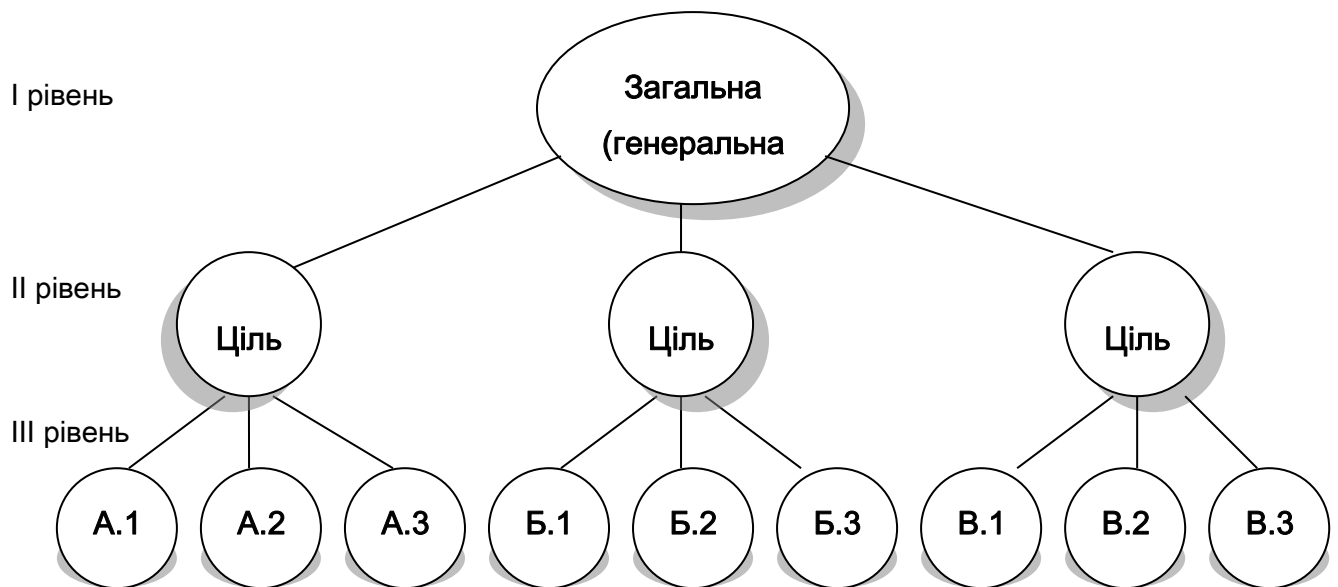 І рівень
Загальна
(генеральна
ІІ рівень
Ціль
Ціль
Ціль
ІІІ рівень
А.1
А.2
А.3
Б.1
Б.2
Б.3
В.1
В.2
В.3